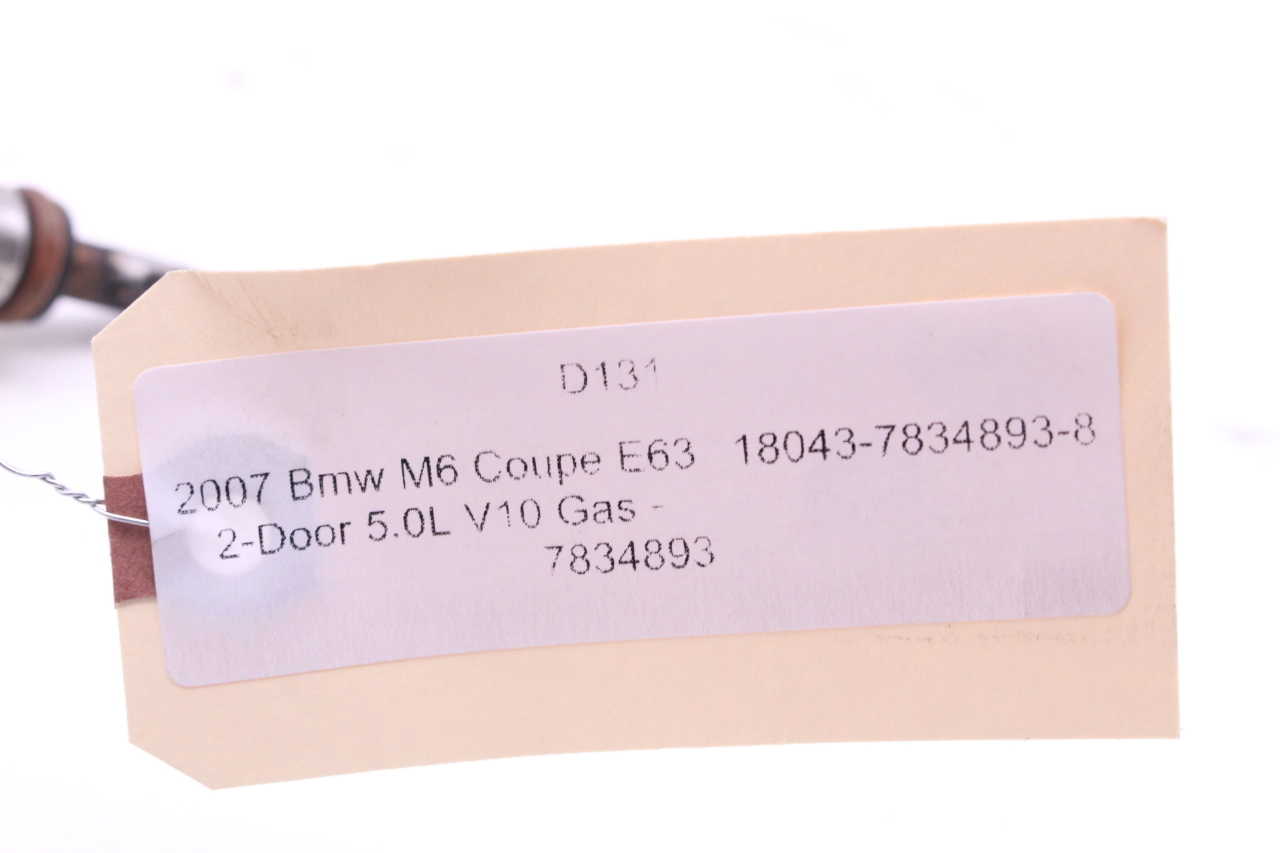 D131
2007 Bmw M6 Coupe E63 18043-7834893-8
2-Door 5.0L V10 Gas -
7834893